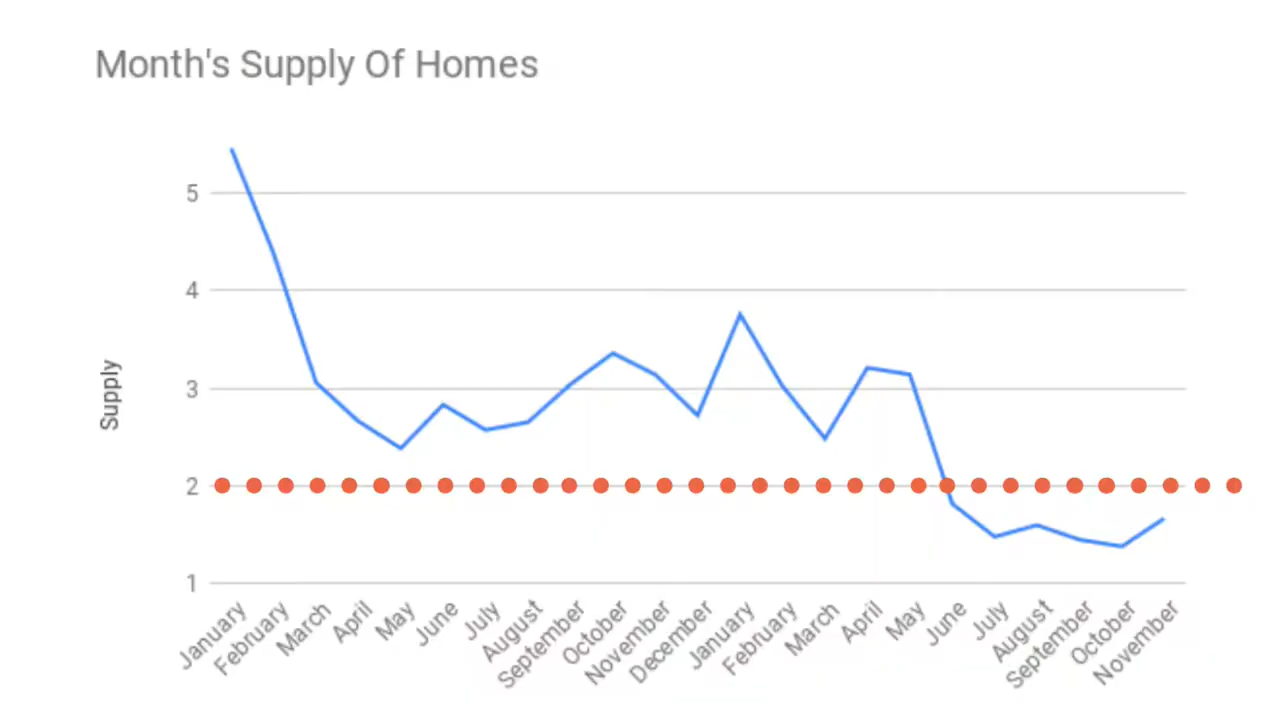 Month's Supply Of Homes
5
4
3
2
1
Supply
January
February
March
April
May
June
July
August
September
October
November
December
January
February
March
April
May
June
July
August
September
October
November